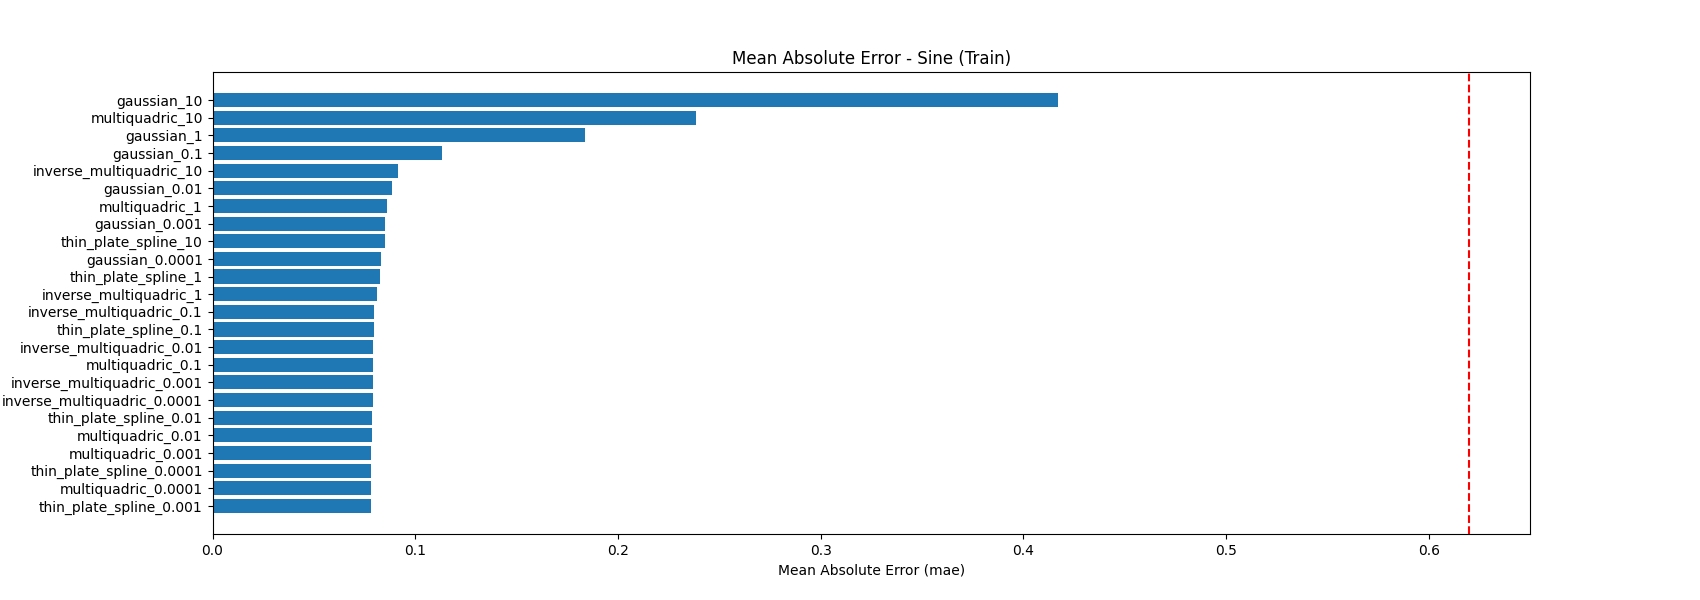 Mean Absolute Error - Sine (Train)
gaussian_10
multiquadric_10
gaussian_1
gaussian_0.1
inverse_multiquadric_10
gaussian_0.01
multiquadric_1
gaussian_0.001
thin_plate_spline_10
gaussian_0.0001
thin_plate_spline_1
inverse_multiquadric_1
inverse_multiquadric_0.1
thin_plate_spline_0.1
inverse_multiquadric_0.01
multiquadric_0.1
inverse_multiquadric_0.001
inverse_multiquadric_0.0001
thin_plate_spline_0.01
multiquadric_0.01
multiquadric_0.001
thin_plate_spline_0.0001
multiquadric_0.0001
thin_plate_spline_0.001
0.0 0.1 0.2 0.3 0.4 0.5 0.6
Mean Absolute Error (mae)